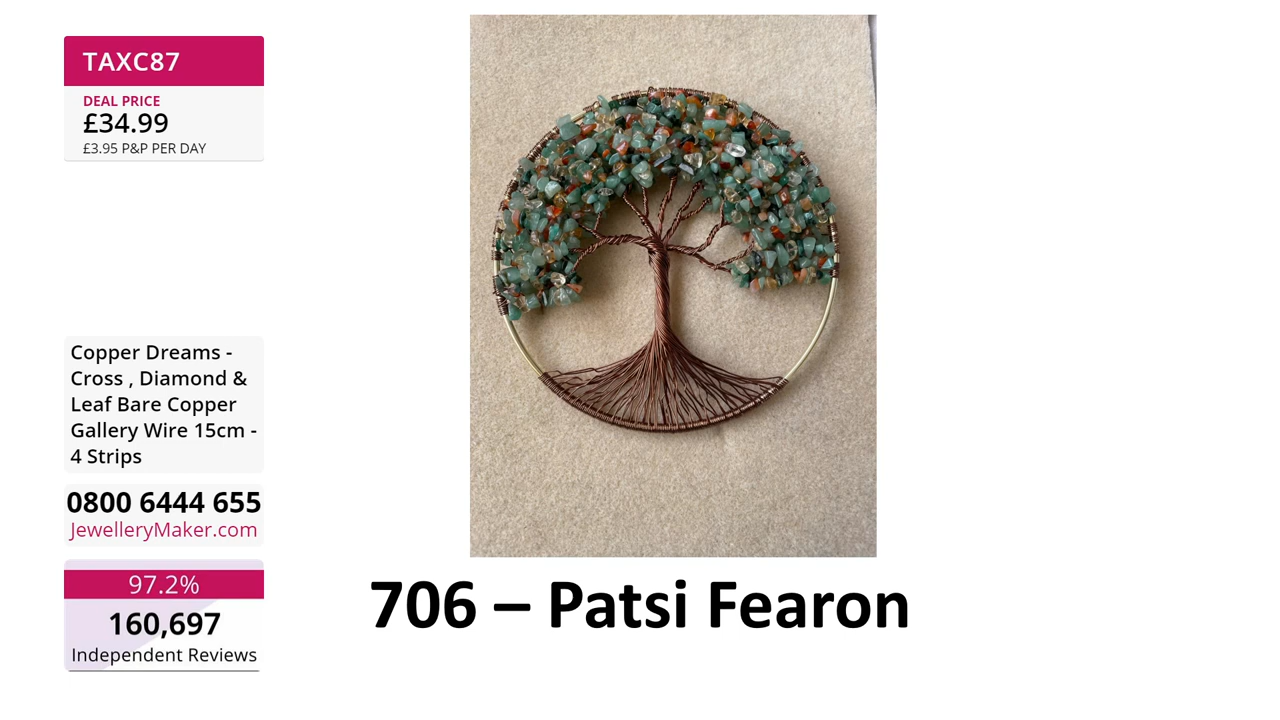 TAXC87
DEAL PRICE
£34.99
£3.95 P&P PER DAY
Copper Dreams -
Cross , Diamond &
Leaf Bare Copper
Gallery Wire 15cm -
4 Strips
0800 6444 655
JewelleryMaker.com
97.2%
160,697
Independent Reviews
706 – Patsi Fearon